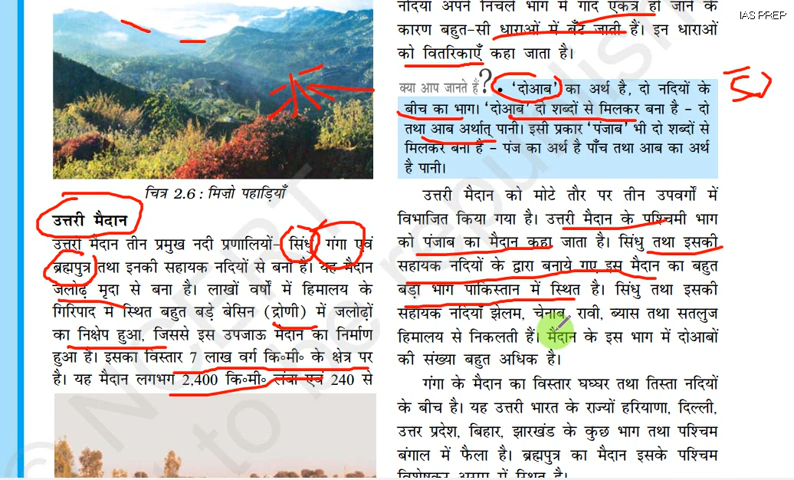 IAS PREP
चित्र 2.6 : मिजो पहाड़ियाँ
उत्तरी मैदान
उत्तरी मैदान तीन प्रमुख नदी प्रणालियों- सिंधु, गंगा एवं
ब्रह्मपुत्र तथा इनकी सहायक नदियों से बना है। यह मैदान
जलोढ़ मृदा से बना है। लाखों वर्षों में हिमालय के
गिरिपाद में स्थित बहुत बड़े बेसिन (द्रोणी) में जलोढ़ों
का निक्षेप हुआ, जिससे इस उपजाऊ मैदान का निर्माण
हुआ है। इसका विस्तार 7 लाख वर्ग कि॰मी॰ के क्षेत्र पर
है। यह मैदान लगभग 2,400 कि॰मी॰ लंबा एवं 240 से
नदिया अपने निचले भाग में गाद एकत्र हो जाने के
कारण बहुत-सी धाराओं में बँट जाती हैं। इन धाराओं
को वितरिकाएँ कहा जाता है।
क्या आप जानते हैं ? • 'दोआब' का अर्थ है, दो नदियों के
बीच का भाग। 'दोआब' दो शब्दों से मिलकर बना है – दो
तथा आब अर्थात् पानी। इसी प्रकार 'पंजाब' भी दो शब्दों से
मिलकर बना है – पंज का अर्थ है पाँच तथा आब का अर्थ
है पानी।
उत्तरी मैदान को मोटे तौर पर तीन उपवर्गों में
विभाजित किया गया है। उत्तरी मैदान के पश्चिमी भाग
को पंजाब का मैदान कहा जाता है। सिंधु तथा इसकी
सहायक नदियों के द्वारा बनाये गए इस मैदान का बहुत
बड़ा भाग पाकिस्तान में स्थित है। सिंधु तथा इसकी
सहायक नदियाँ झेलम, चेनाब, रावी, ब्यास तथा सतलुज
हिमालय से निकलती हैं। मैदान के इस भाग में दोआबों
की संख्या बहुत अधिक है।
गंगा के मैदान का विस्तार घघ्घर तथा तिस्ता नदियों
के बीच है। यह उत्तरी भारत के राज्यों हरियाणा, दिल्ली,
उत्तर प्रदेश, बिहार, झारखंड के कुछ भाग तथा पश्चिम
बंगाल में फैला है। ब्रह्मपुत्र का मैदान इसके पश्चिम
विशेषकर असम में स्थित है।